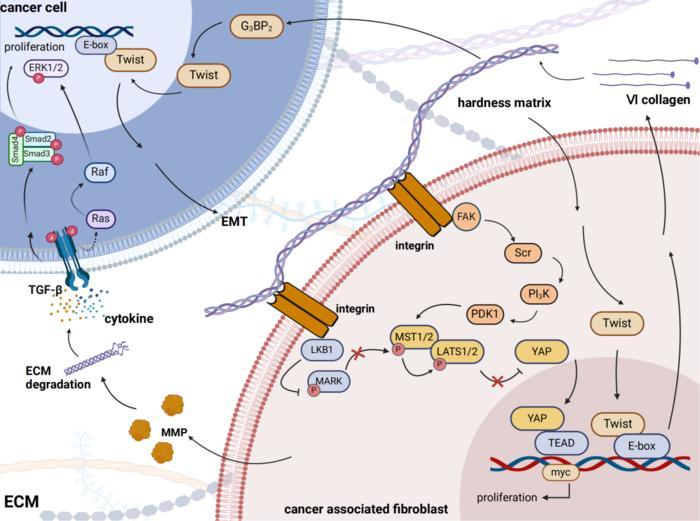 cancer cell
G₃BP₂
proliferation
E-box
Twist
Twist
ERK1/2
P
hardness matrix
VI collagen
P
Smad4
Smad2
Smad3
P
P
Raf
Ras
EMT
FAK
integrin
P
P
Scr
TGF-β
PI₃K
cytokine
integrin
PDK1
Twist
MST1/2
P
LATS1/2
P
YAP
LKB1
MARK
P
ECM
degradation
MMP
YAP
TEAD
Twist
E-box
myc
proliferation
ECM
cancer associated fibroblast